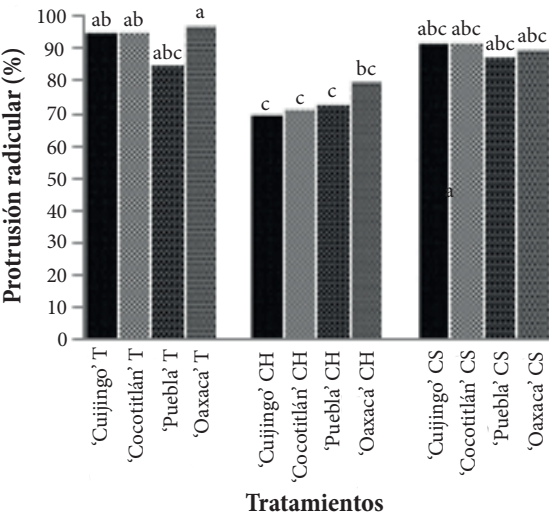 Protrusión radicular (%)
100
90
80
70
60
50
40
30
20
10
0
ab ab abc a
c c c bc
abc abc abc abc
a
‘Cuijingo’ T
‘Cocotitlán’ T
‘Puebla’ T
‘Oaxaca’ T
‘Cuijingo’ CH
‘Cocotitlán’ CH
‘Puebla’ CH
‘Oaxaca’ CH
‘Cuijingo’ CS
‘Cocotitlán’ CS
‘Puebla’ CS
‘Oaxaca’ CS
Tratamientos